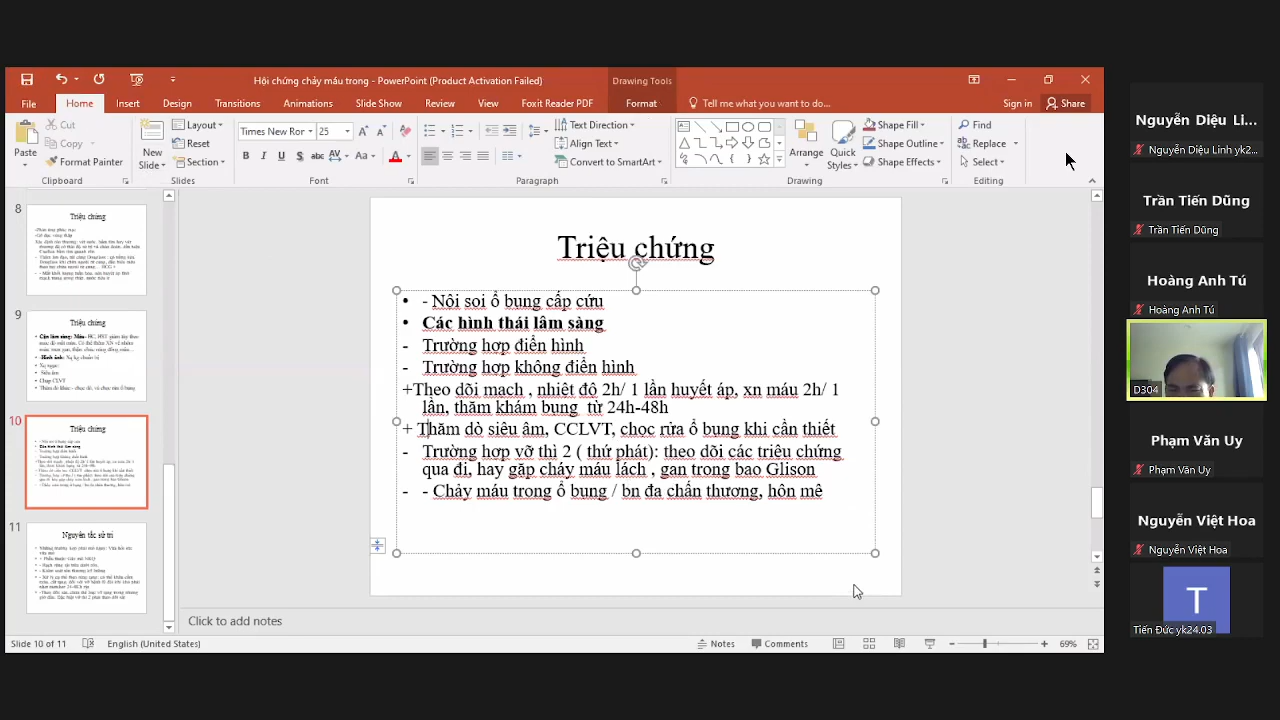 Hội chứng chảy máu trong - PowerPoint (Product Activation Failed)
Drawing Tools
File Home Insert Design Transitions Animations Slide Show Review View Foxit Reader PDF Format Tell me what you want to do... Sign in Share
Paste
Cut
Copy
Format Painter
Clipboard
New Slide
Layout
Reset
Section
Slides
Times New Ror 25
B I U S abc AV Aa A
Font
Text Direction
Align Text
Convert to SmartArt
Paragraph
Arrange
Quick Styles
Shape Fill
Shape Outline
Shape Effects
Drawing
Find
Replace
Select
Editing
8
Triệu chứng
9
Triệu chứng
10
Triệu chứng
11
Nguyên tắc sử trí
Triệu chứng
• - Nội soi ổ bụng cấp cứu
• Các hình thái lâm sàng
- Trường hợp điển hình
- Trường hợp không điển hình
+Theo dõi mạch , nhiệt độ 2h/ 1 lần huyết áp, máu 2h/ 1
lần, thăm khám bụng từ 24h-48h
+ Thăm dò siêu âm, CCLVT, chọc rửa ổ bụng khi cần thiết
- Trường hợp vỡ thì 2 ( thứ phát): theo dõi các triệu chứng
qua đi, hay gặp chảy máu lách , gan trong bao Glison
- - Chảy máu trong ổ bụng / bn đa chấn thương, hôn mê
Click to add notes
Slide 10 of 11 English (United States) Notes Comments 69%
Nguyễn Diệu Li...
Nguyễn Diệu Linh yk2...
Trần Tiến Dũng
Trần Tiến Dũng
Hoàng Anh Tú
Hoàng Anh Tú
D304
Phạm Văn Uy
Phạm Văn Uy
Nguyễn Việt Hoa
Nguyễn Việt Hoa
T
Tiến Đức yk24.03